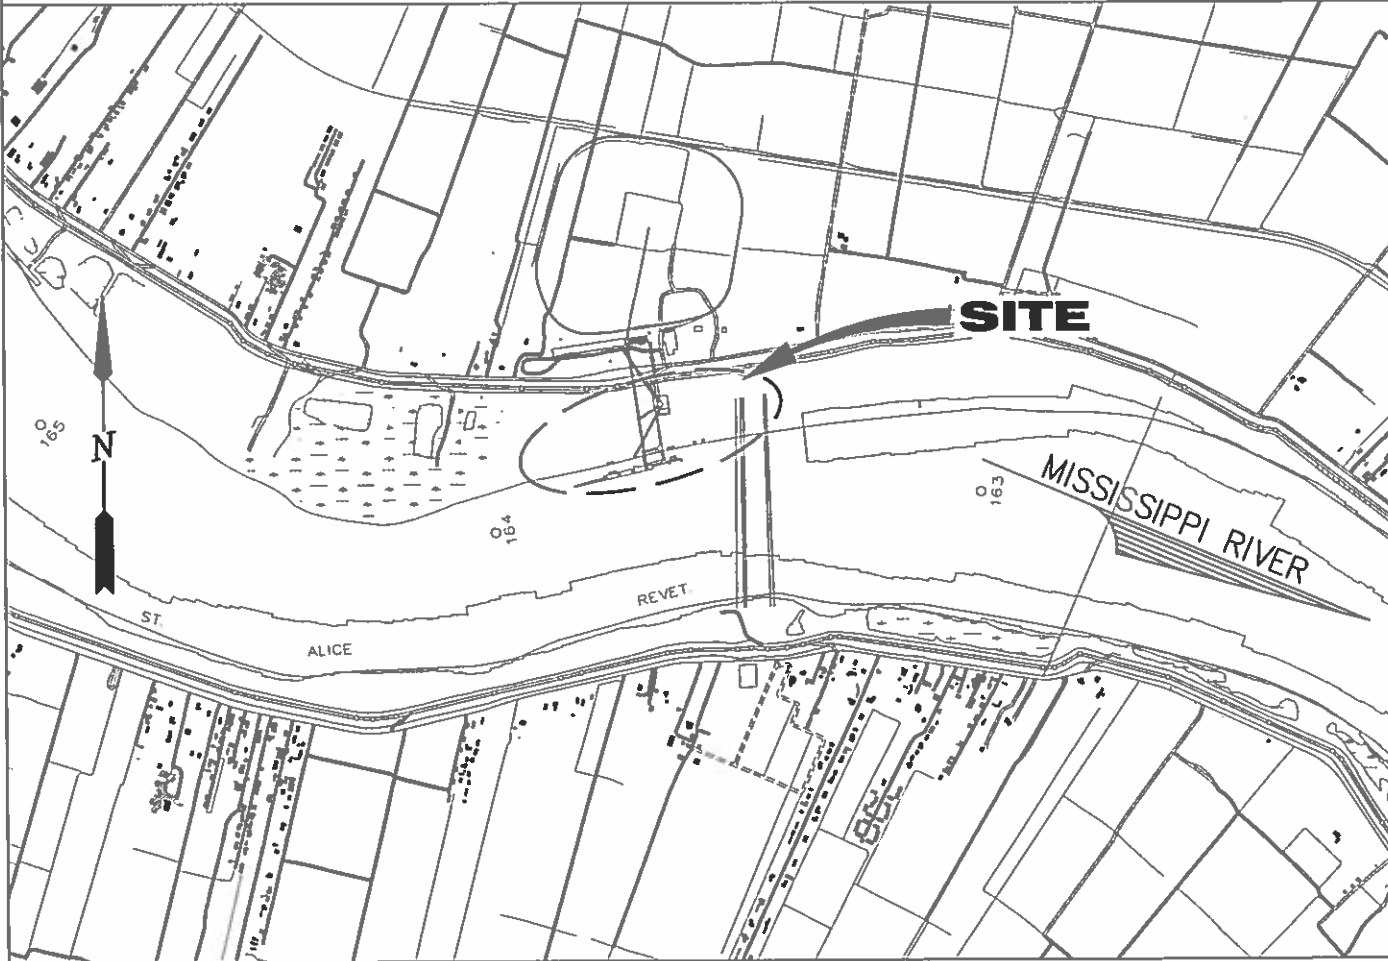 SITE
165
N
MISSISSIPPI RIVER
163
164
REVET.
ST.
ALICE